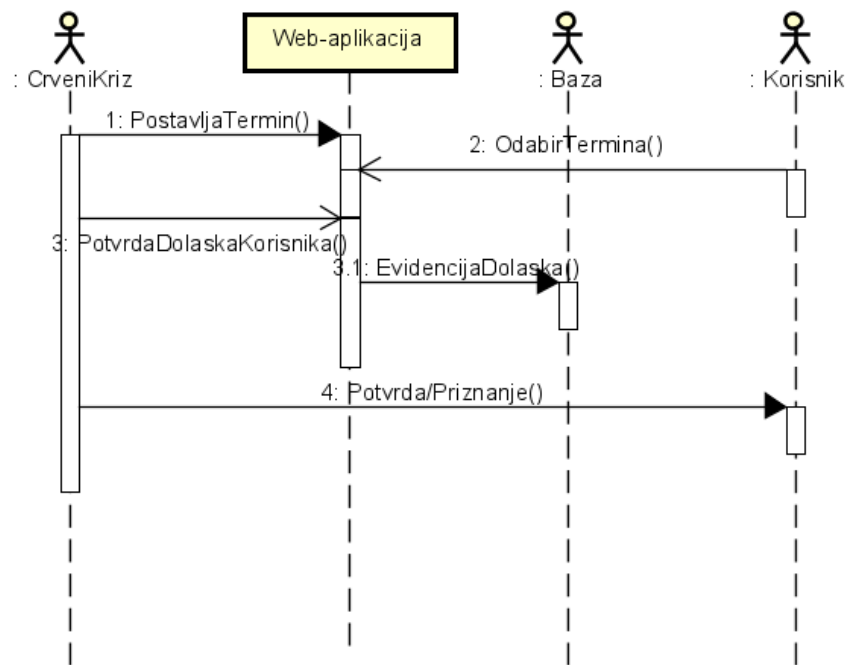 Web-aplikacija
: CrveniKriz
: Baza
: Korisnik
1: PostavljaTermin()
2: OdabirTermina()
3: PotvrdaDolaskaKorisnika()
3.1: EvidencijaDolaska()
4: Potvrda/Priznanje()